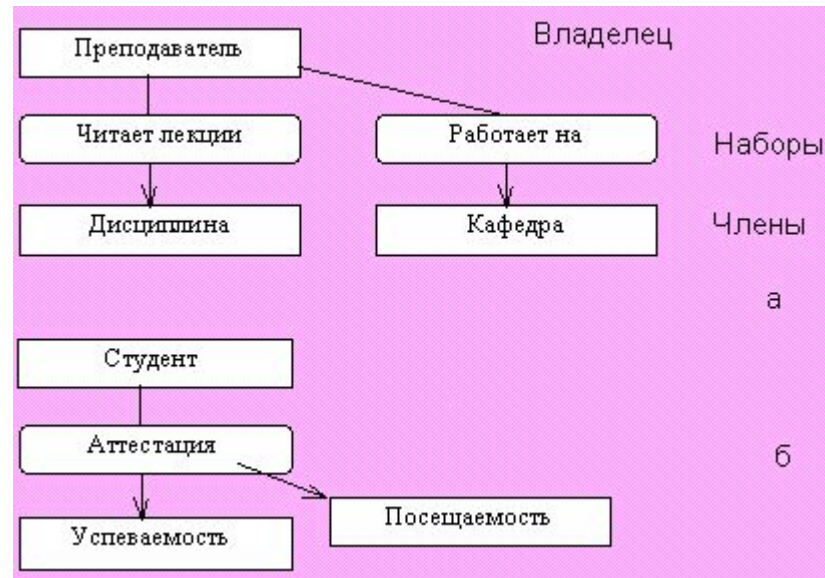 Владелец
Преподаватель
Читает лекции
Работает на
Наборы
Дисциплина
Кафедра
Члены
а
Студент
Аттестация
б
Посещаемость
Успеваемость